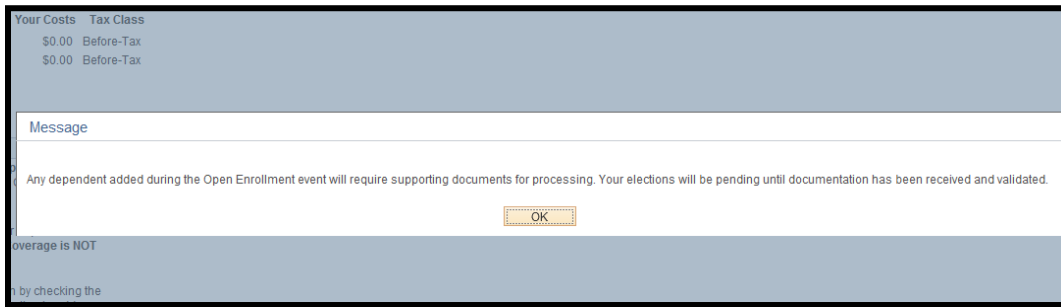 Your Costs Tax Class
$0.00 Before-Tax
$0.00 Before-Tax
Message
Any dependent added during the Open Enrollment event will require supporting documents for processing. Your elections will be pending until documentation has been received and validated.
OK
overage is NOT
n by checking the